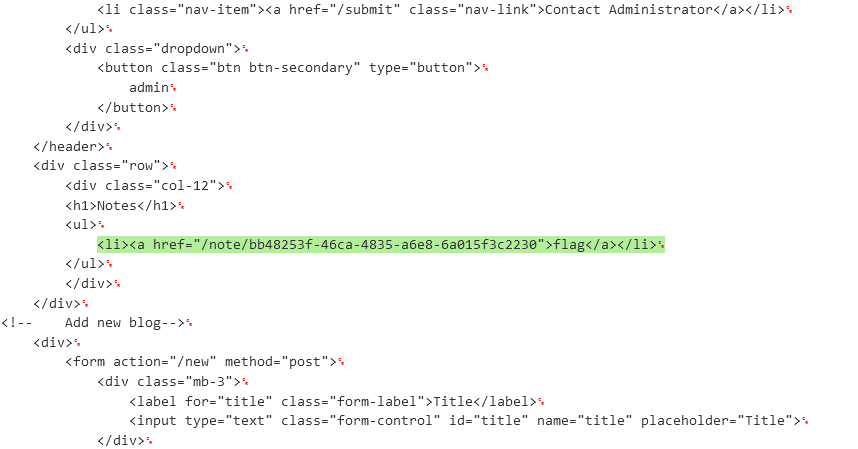 <li class="nav-item"><a href="/submit" class="nav-link">Contact Administrator</a></li>␍␊
</ul>␍␊
<div class="dropdown">␍␊
<button class="btn btn-secondary" type="button">␍␊
admin␍␊
</button>␍␊
</div>␍␊
</header>␍␊
<div class="row">␍␊
<div class="col-12">␍␊
<h1>Notes</h1>␍␊
<ul>␍␊
<li><a href="/note/bb48253f-46ca-4835-a6e8-6a015f3c2230">flag</a></li>␍␊
</ul>␍␊
</div>␍␊
</div>␍␊
<!--    Add new blog-->␍␊
<div>␍␊
<form action="/new" method="post">␍␊
<div class="mb-3">␍␊
<label for="title" class="form-label">Title</label>␍␊
<input type="text" class="form-control" id="title" name="title" placeholder="Title">␍␊
</div>␍␊